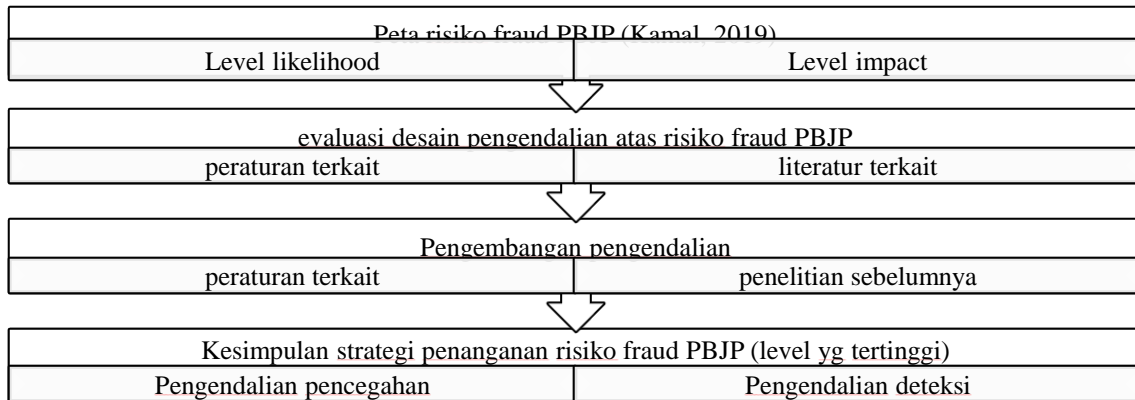 Peta risiko fraud PBJP (Kamal, 2019)
Level likelihood Level impact
evaluasi desain pengendalian atas risiko fraud PBJP
peraturan terkait literatur terkait
Pengembangan pengendalian
peraturan terkait penelitian sebelumnya
Kesimpulan strategi penanganan risiko fraud PBJP (level yg tertinggi)
Pengendalian pencegahan Pengendalian deteksi